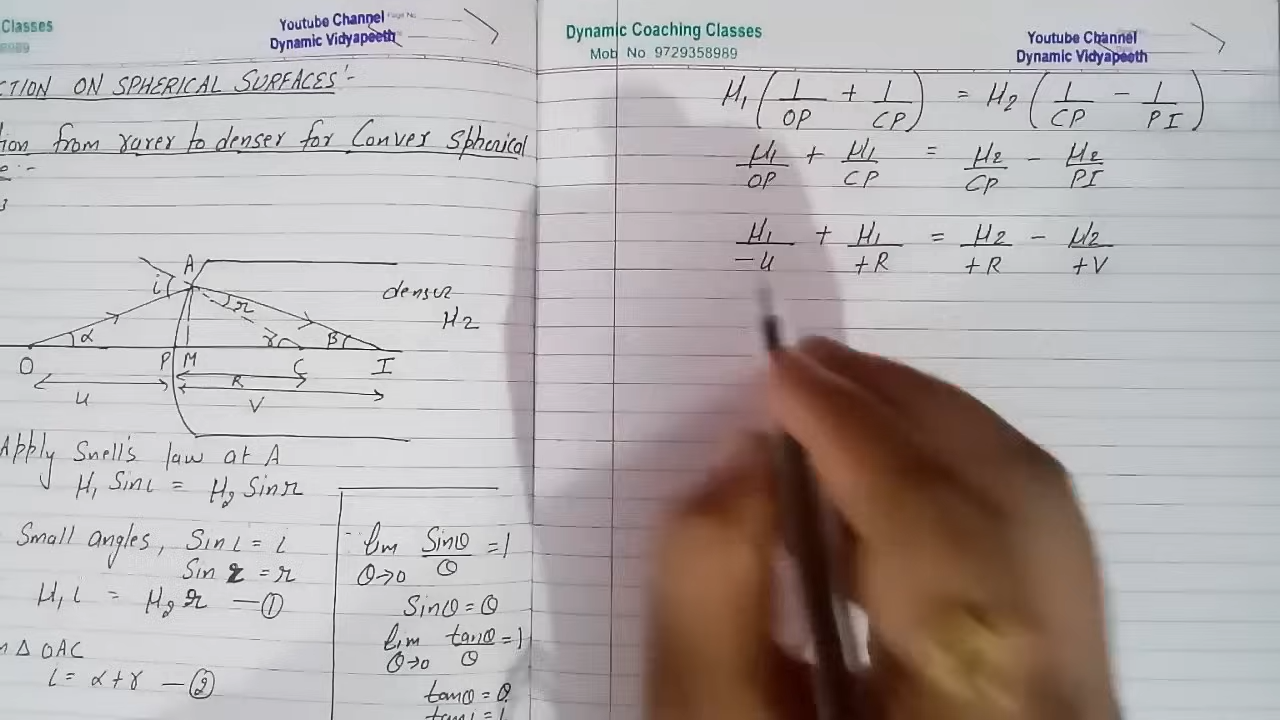 Classes
8989
Youtube Channel
Dynamic Vidyapeeth
CTION ON SPHERICAL SURFACES :-
tion from rarer to denser for Convex Spherical
A
i
r
denser
μ2
α
γ
β
O
P
M
C
I
u
R
V
Apply Snell's law at A
μ1 Sin i = μ2 Sin r
Small angles, Sin i = i
Sin r = r
μ1 i = μ2 r — ①
Δ OAC
i = α + γ — ②
lim Sinθ/θ = 1
θ→0
Sinθ = θ
lim tanθ/θ = 1
θ→0
tanθ = θ
Dynamic Coaching Classes
Mob No 9729358989
Youtube Channel
Dynamic Vidyapeeth
μ1 (1/OP + 1/CP) = μ2 (1/CP - 1/PI)
μ1/OP + μ1/CP = μ2/CP - μ2/PI
μ1/-u + μ1/+R = μ2/+R - μ2/+V